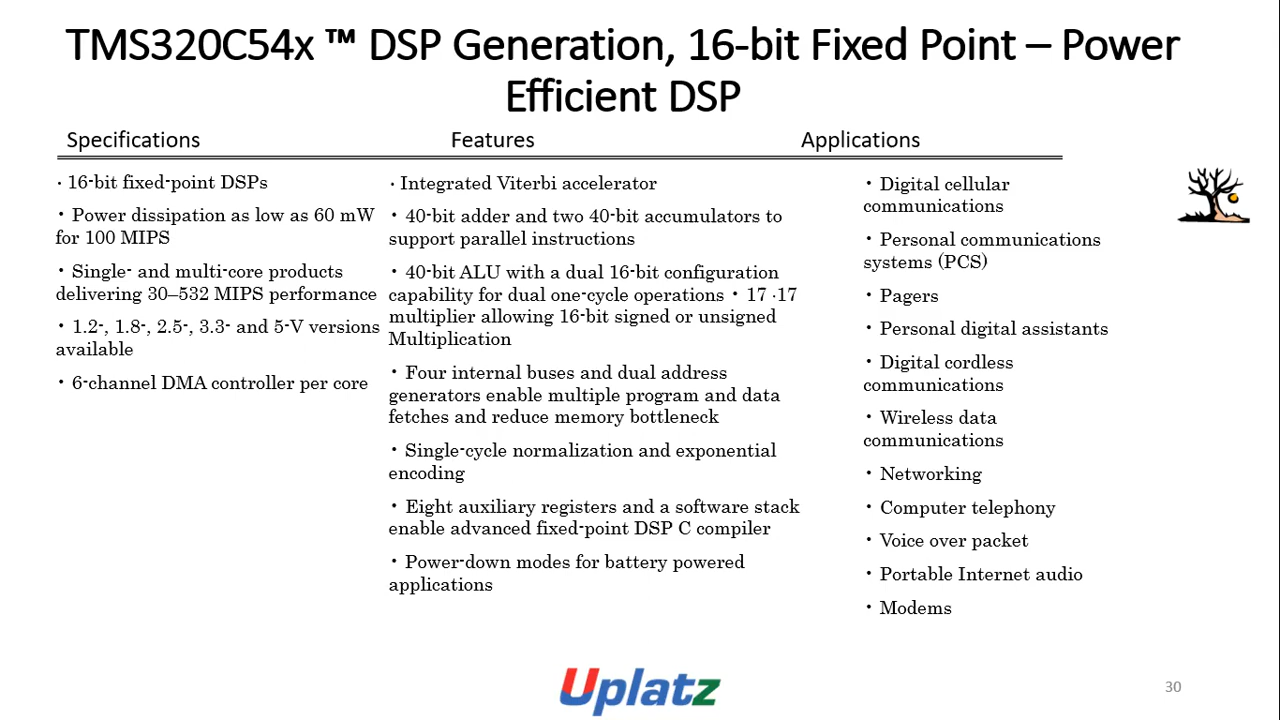 TMS320C54x ™ DSP Generation, 16-bit Fixed Point – Power
Efficient DSP
Specifications
· 16-bit fixed-point DSPs
• Power dissipation as low as 60 mW
for 100 MIPS
• Single- and multi-core products
delivering 30–532 MIPS performance
• 1.2-, 1.8-, 2.5-, 3.3- and 5-V versions
available
• 6-channel DMA controller per core
Features
· Integrated Viterbi accelerator
• 40-bit adder and two 40-bit accumulators to
support parallel instructions
• 40-bit ALU with a dual 16-bit configuration
capability for dual one-cycle operations • 17 ·17
multiplier allowing 16-bit signed or unsigned
Multiplication
• Four internal buses and dual address
generators enable multiple program and data
fetches and reduce memory bottleneck
• Single-cycle normalization and exponential
encoding
• Eight auxiliary registers and a software stack
enable advanced fixed-point DSP C compiler
• Power-down modes for battery powered
applications
Applications
• Digital cellular
communications
• Personal communications
systems (PCS)
• Pagers
• Personal digital assistants
• Digital cordless
communications
• Wireless data
communications
• Networking
• Computer telephony
• Voice over packet
• Portable Internet audio
• Modems
Uplatz
30